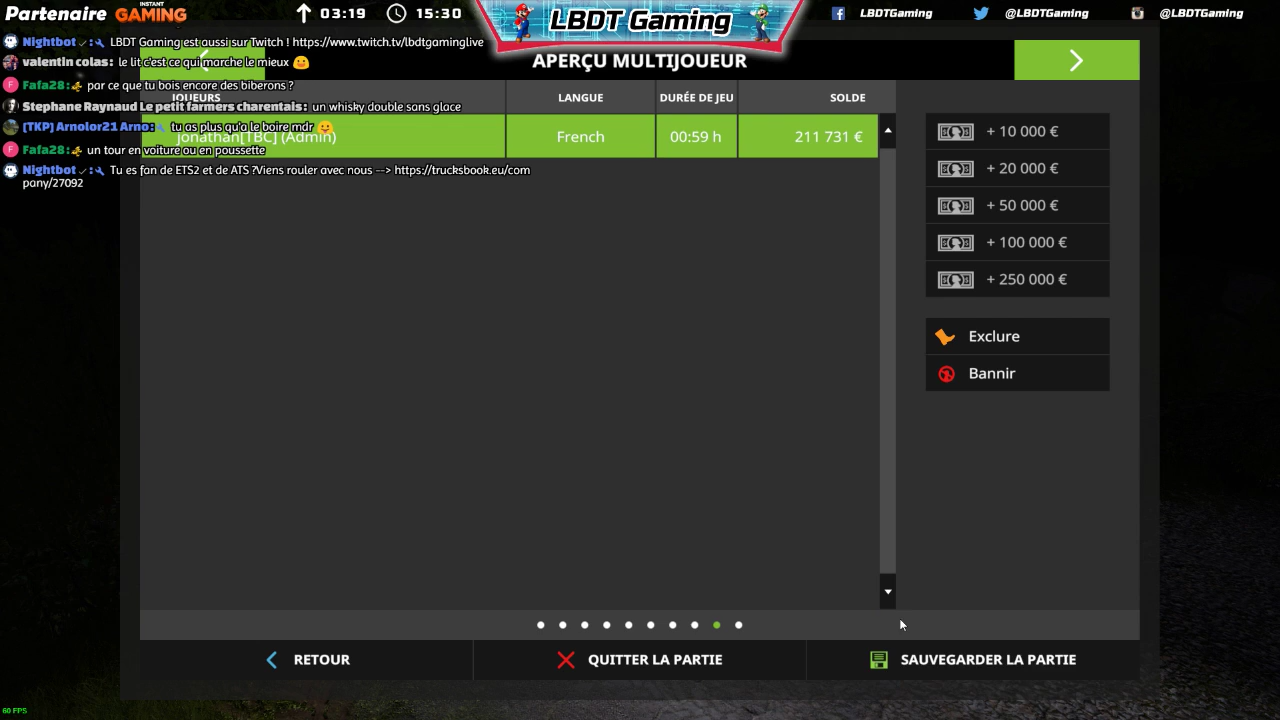 Partenaire INSTANT GAMING
03:19
15:30
LBDT Gaming
LBDTGaming
@LBDTGaming
@LBDTGaming
Nightbot : LBDT Gaming est aussi sur Twitch ! https://www.twitch.tv/lbdtgaminglive
valentin colas : le lit c'est ce qui marche le mieux
Fafa28 : par ce que tu bois encore des biberons ?
Stephane Raynaud Le petit farmers charentais : un whisky double sans glace
[TKP] Arnolor21 Arno : tu as plus qu'a le boire mdr
Fafa28 : un tour en voiture ou en poussette
Nightbot : Tu es fan de ETS2 et de ATS ?Viens rouler avec nous --> https://trucksbook.eu/com
pany/27092
APERÇU MULTIJOUEUR
JOUEURS
LANGUE
DURÉE DE JEU
SOLDE
jonathan[TBC] (Admin)
French
00:59 h
211 731 €
+ 10 000 €
+ 20 000 €
+ 50 000 €
+ 100 000 €
+ 250 000 €
Exclure
Bannir
RETOUR
QUITTER LA PARTIE
SAUVEGARDER LA PARTIE
60 FPS